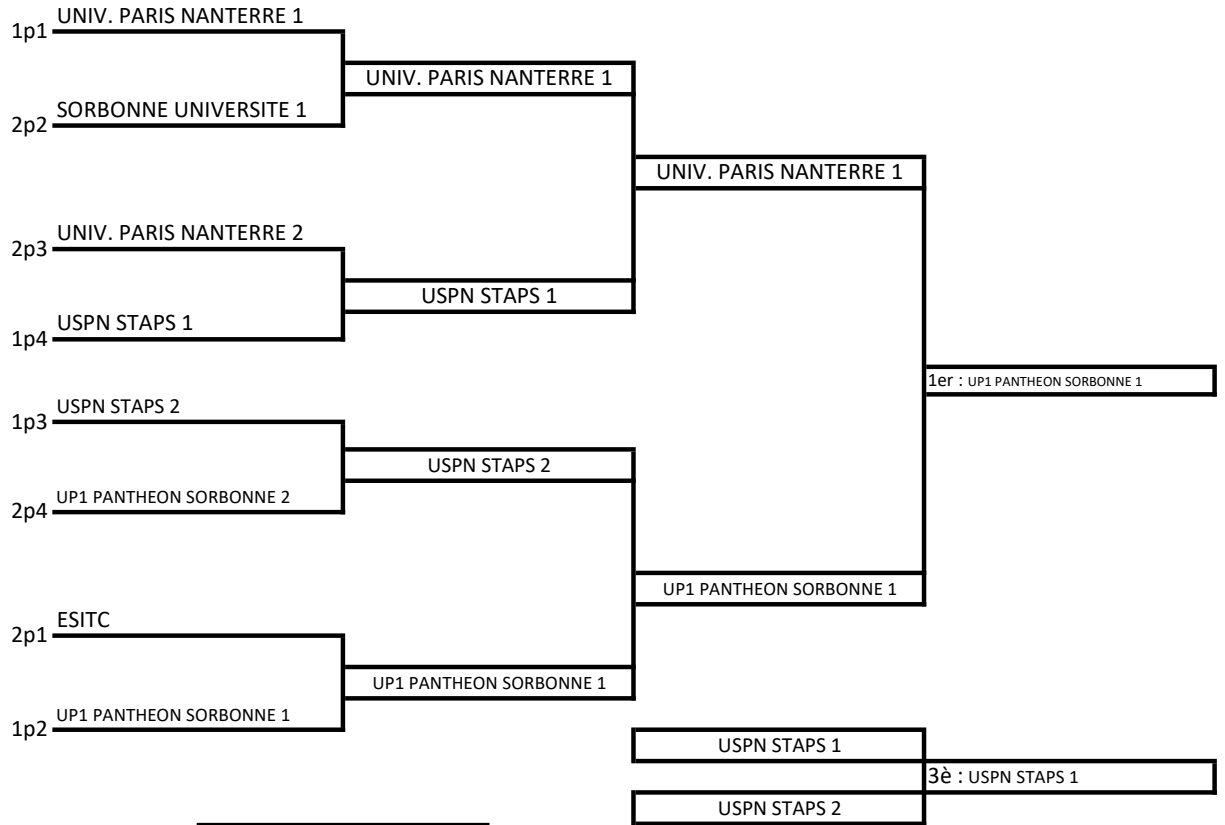 UNIV. PARIS NANTERRE 1
1p1
UNIV. PARIS NANTERRE 1
SORBONNE UNIVERSITE 1
2p2
UNIV. PARIS NANTERRE 1
UNIV. PARIS NANTERRE 2
2p3
USPN STAPS 1
USPN STAPS 1
1p4
1er : UP1 PANTHEON SORBONNE 1
USPN STAPS 2
1p3
USPN STAPS 2
UP1 PANTHEON SORBONNE 2
2p4
UP1 PANTHEON SORBONNE 1
ESITC
2p1
UP1 PANTHEON SORBONNE 1
UP1 PANTHEON SORBONNE 1
1p2
USPN STAPS 1
3è : USPN STAPS 1
USPN STAPS 2